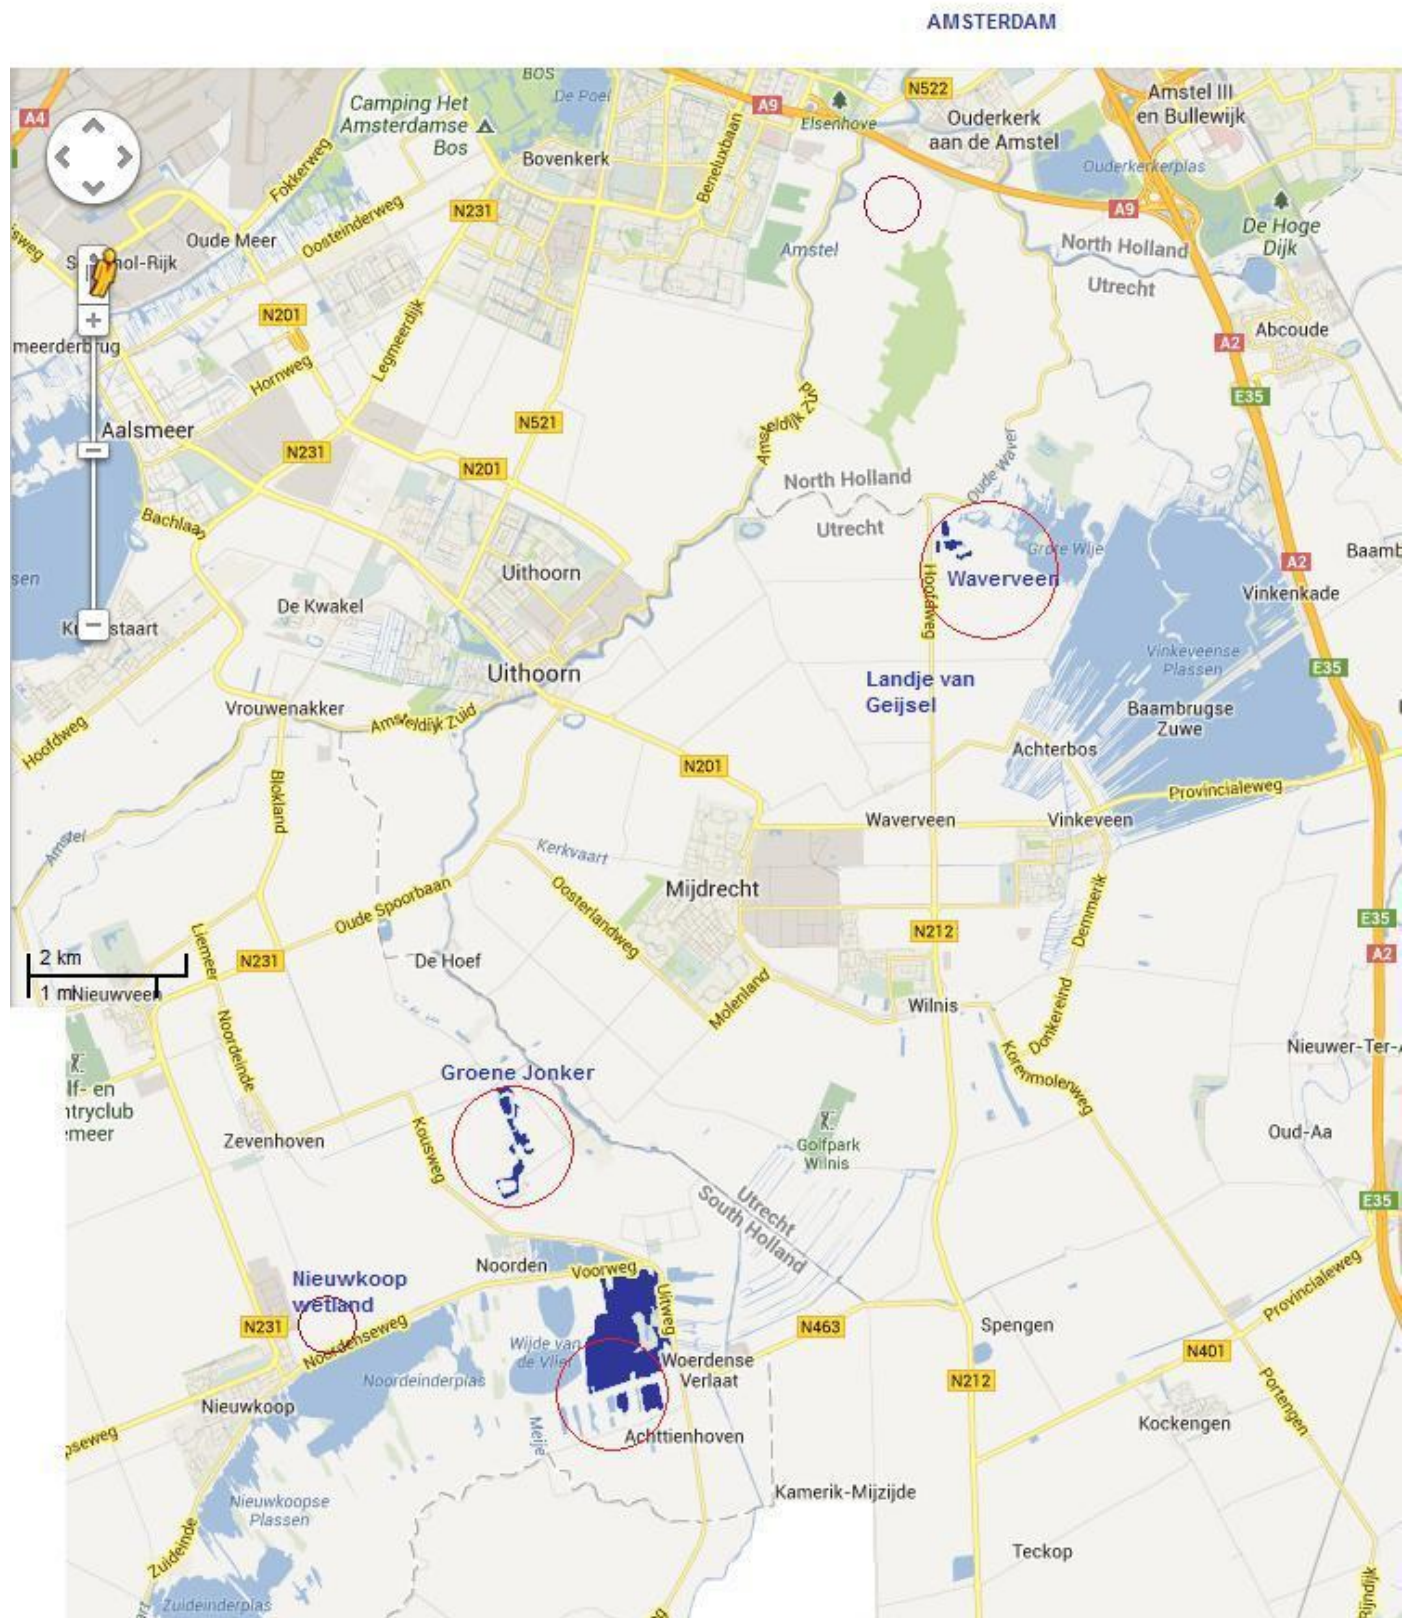 AMSTERDAM
BOS
De Poel
A4
Camping Het
Amsterdamse
Bos
A9
Elsenhove
N522
Ouderkerk
aan de Amstel
Amstel III
en Bullewijk
Ouderkerkerplas
Fokkerweg
Bovenkerk
Beneluxbaan
N231
Oosteinderweg
Oude Meer
A9
De Hoge
Dijk
Amstel
North Holland
Utrecht
N201
Legmeerdijk
Abcoude
A2
meerderbrug
Hornweg
E35
Aalsmeer
N521
Amsteldijk Zuid
N231
N201
North Holland
Utrecht
Oude Waver
Bachlaan
Grote Wije
A2
Uithoorn
Waverveen
Hoofdweg
Vinkenkade
De Kwakel
Uithoorn
Vinkeveense
Plassen
E35
Landje van
Geijsel
Vrouwenakker
Amsteldijk Zuid
Baambrugse
Zuwe
Hoofdweg
Achterbos
N201
Blokland
Provincialeweg
Amstel
Waverveen
Vinkeveen
Kerkvaart
Mijdrecht
Oude Spoorbaan
Oosterlandweg
Liemeer
N212
Demmerik
E35
A2
2 km
N231
De Hoef
1 mi
Nieuwveen
Noordeinde
Molenland
Wilnis
Donkereind
Korenmolenweg
Groene Jonker
lf- en
ntryclub
emeer
Kousweg
Zevenhoven
Golfpark
Wilnis
Oud-Aa
Utrecht
South Holland
E35
Noorden
Voorweg
Nieuwkoop
wetland
Uitweg
Provincialeweg
N231
Noordenseweg
Wijde van
de Vlier
N463
Spengen
Woerdense
Verlaat
N401
Noordeinderplas
N212
Nieuwkoop
Portengen
Kockengen
Meije
Achttienhoven
Kamerik-Mijzijde
Nieuwkoopse
Plassen
Zuideinde
Teckop
Zuideinderplas
Rijndijk